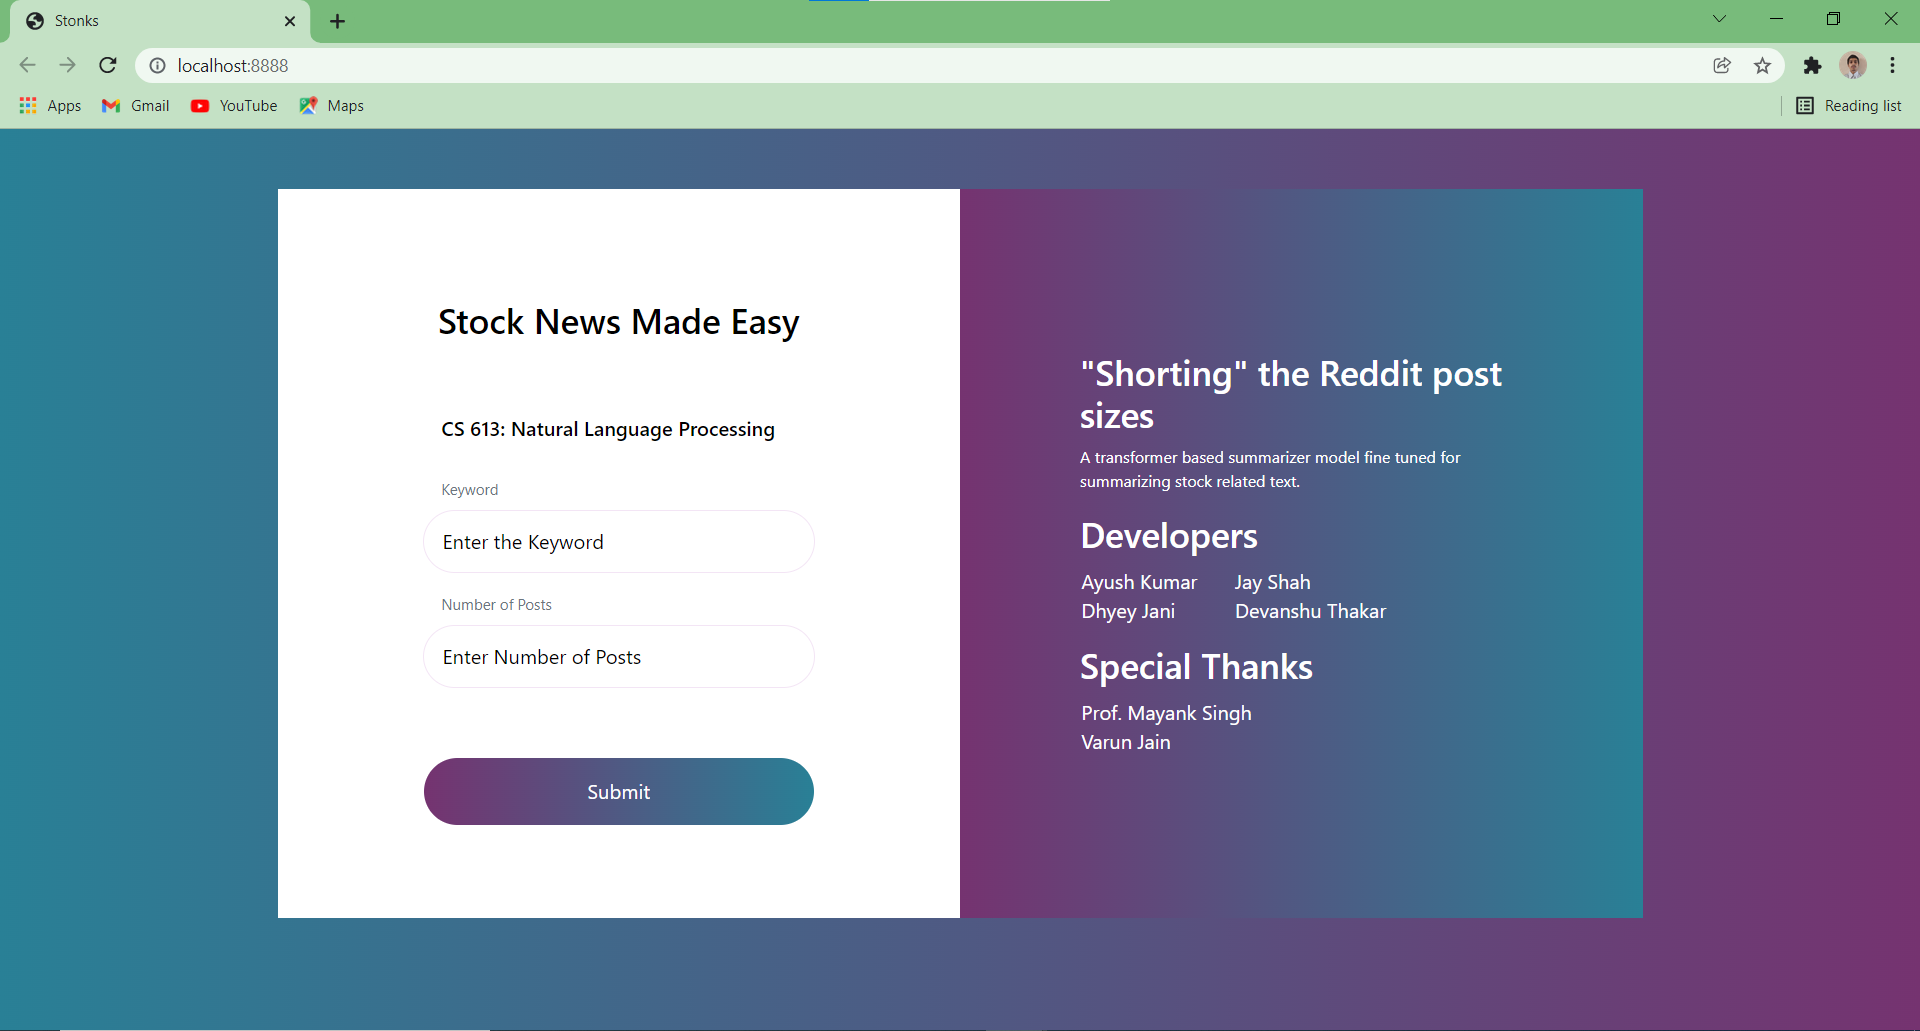 Stonks
localhost:8888
Apps Gmail YouTube Maps Reading list
Stock News Made Easy
CS 613: Natural Language Processing
Keyword
Enter the Keyword
Number of Posts
Enter Number of Posts
Submit
"Shorting" the Reddit post
sizes
A transformer based summarizer model fine tuned for
summarizing stock related text.
Developers
Ayush Kumar Jay Shah
Dhyey Jani Devanshu Thakar
Special Thanks
Prof. Mayank Singh
Varun Jain